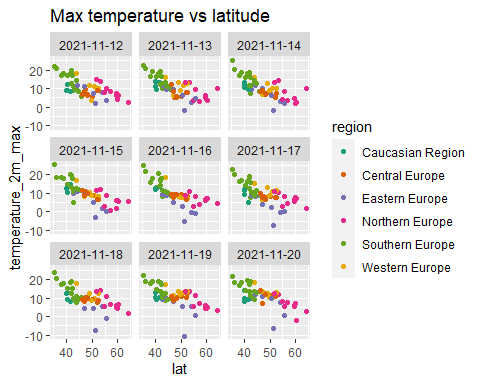 Max temperature vs latitude
2021-11-12 2021-11-13 2021-11-14
20
10
0
-10
2021-11-15 2021-11-16 2021-11-17
20
10
0
-10
2021-11-18 2021-11-19 2021-11-20
20
10
0
-10
40 50 60 40 50 60 40 50 60
lat
temperature_2m_max
region
Caucasian Region
Central Europe
Eastern Europe
Northern Europe
Southern Europe
Western Europe